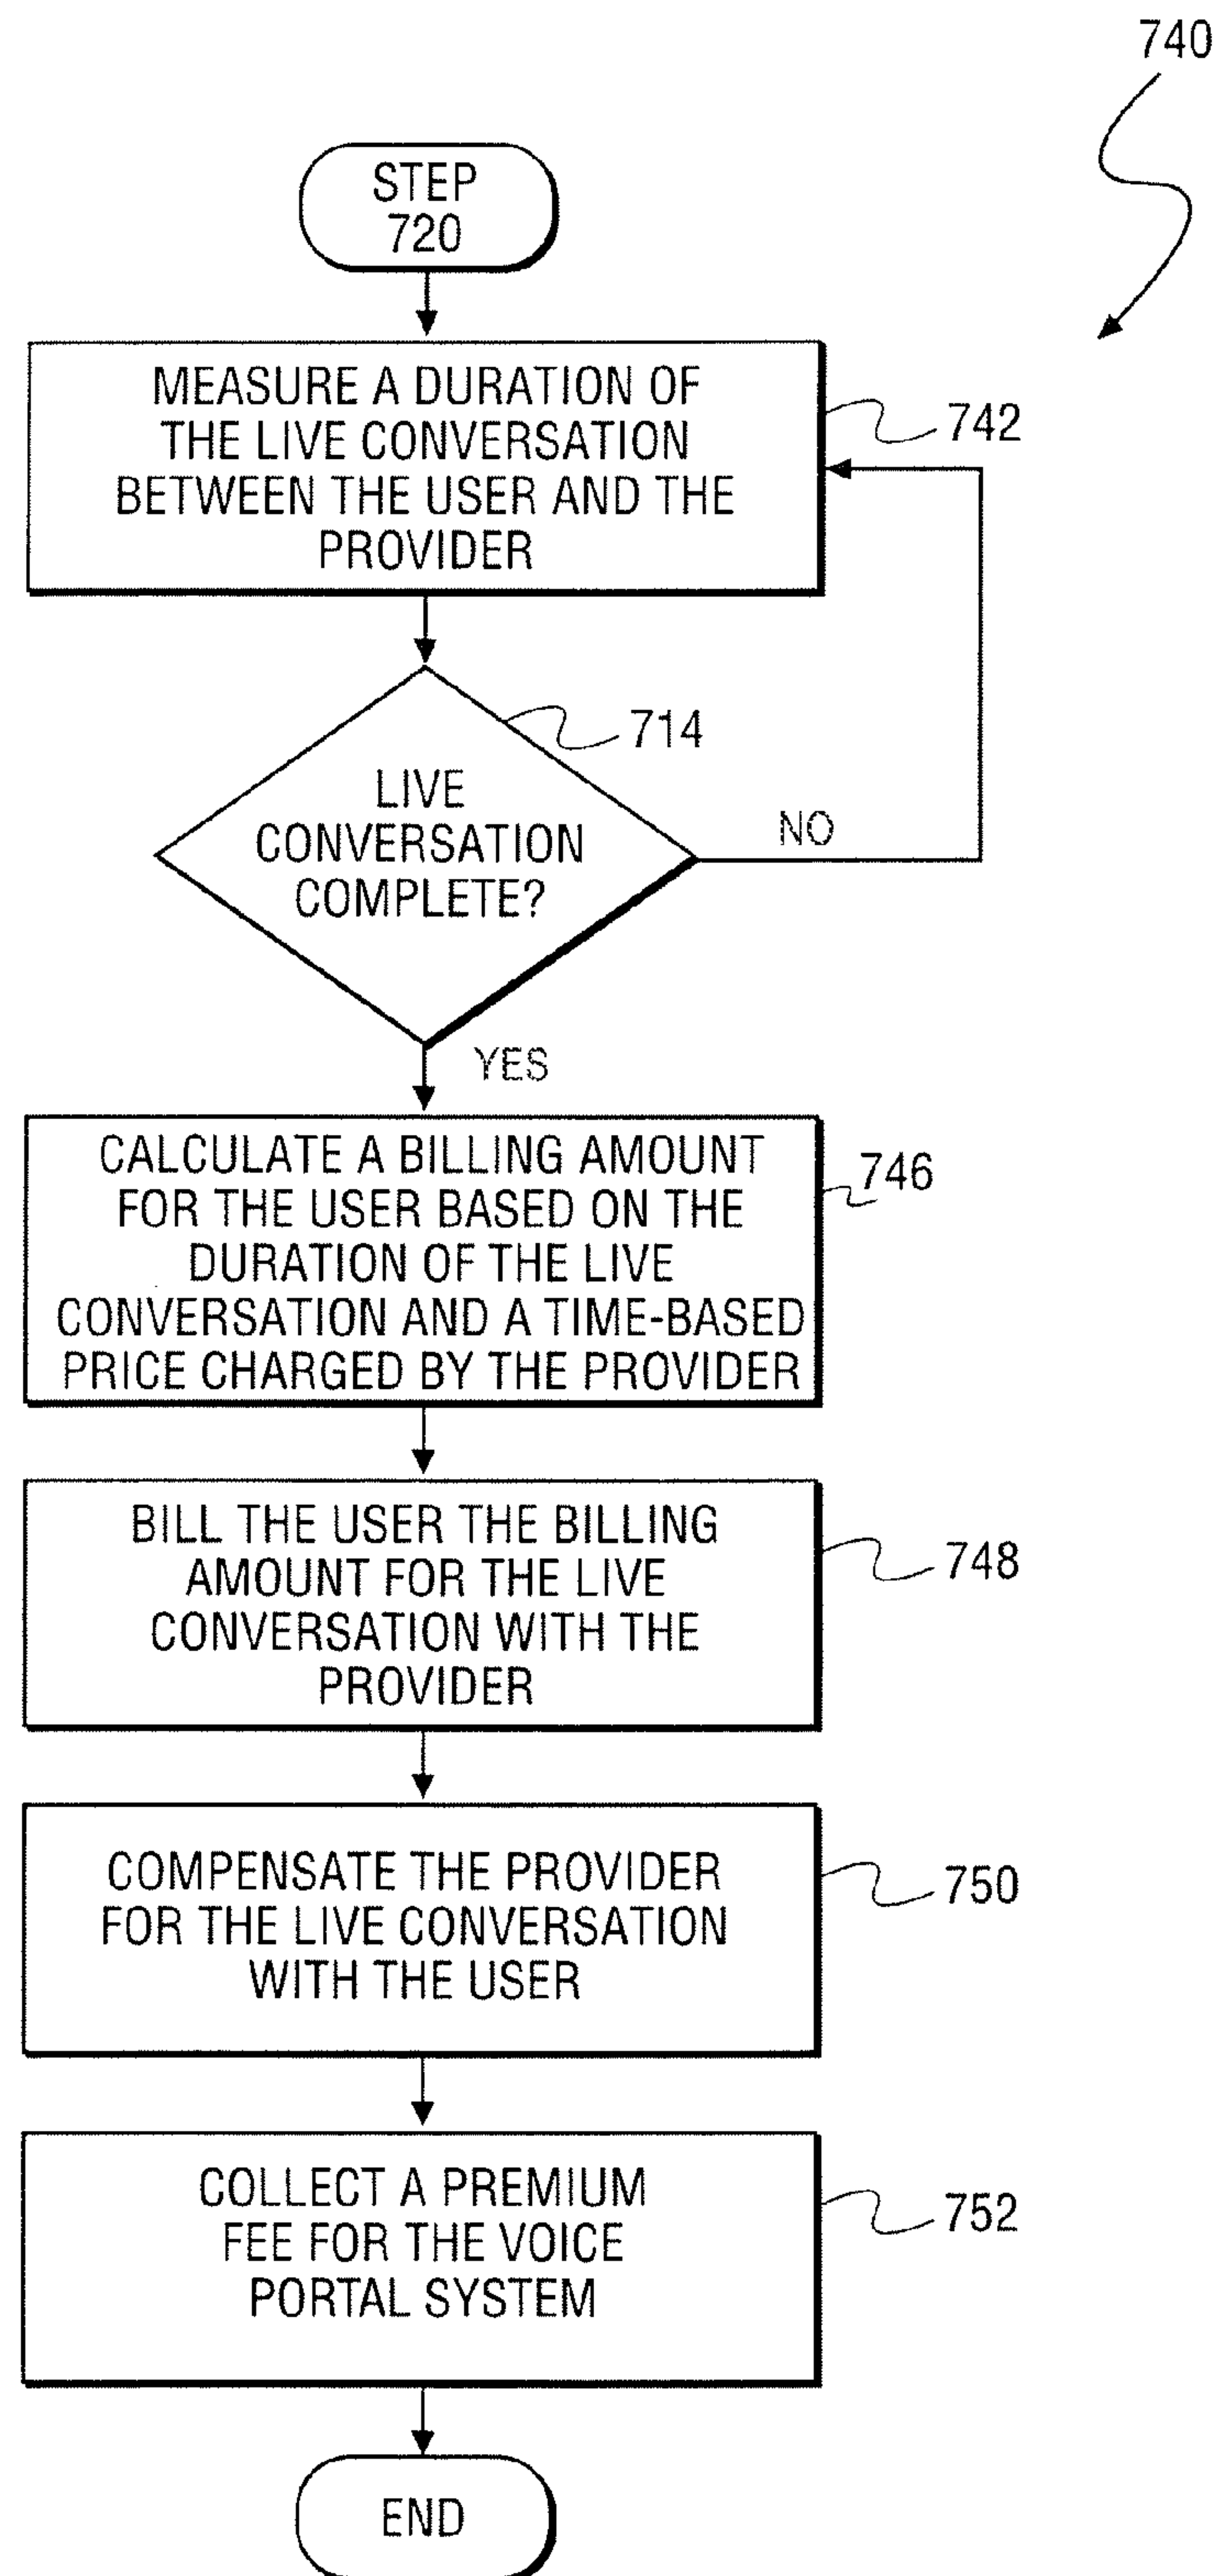 740
STEP
720
MEASURE A DURATION OF
THE LIVE CONVERSATION
BETWEEN THE USER AND THE
PROVIDER
742
714
LIVE
CONVERSATION
COMPLETE?
NO
YES
CALCULATE A BILLING AMOUNT
FOR THE USER BASED ON THE
DURATION OF THE LIVE
CONVERSATION AND A TIME-BASED
PRICE CHARGED BY THE PROVIDER
746
BILL THE USER THE BILLING
AMOUNT FOR THE LIVE
CONVERSATION WITH THE
PROVIDER
748
COMPENSATE THE PROVIDER
FOR THE LIVE CONVERSATION
WITH THE USER
750
COLLECT A PREMIUM
FEE FOR THE VOICE
PORTAL SYSTEM
752
END